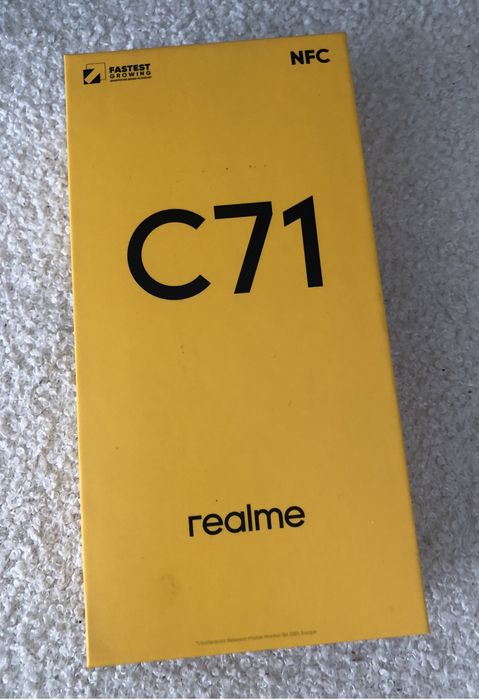 FASTEST
GROWING
NFC
C71
realme